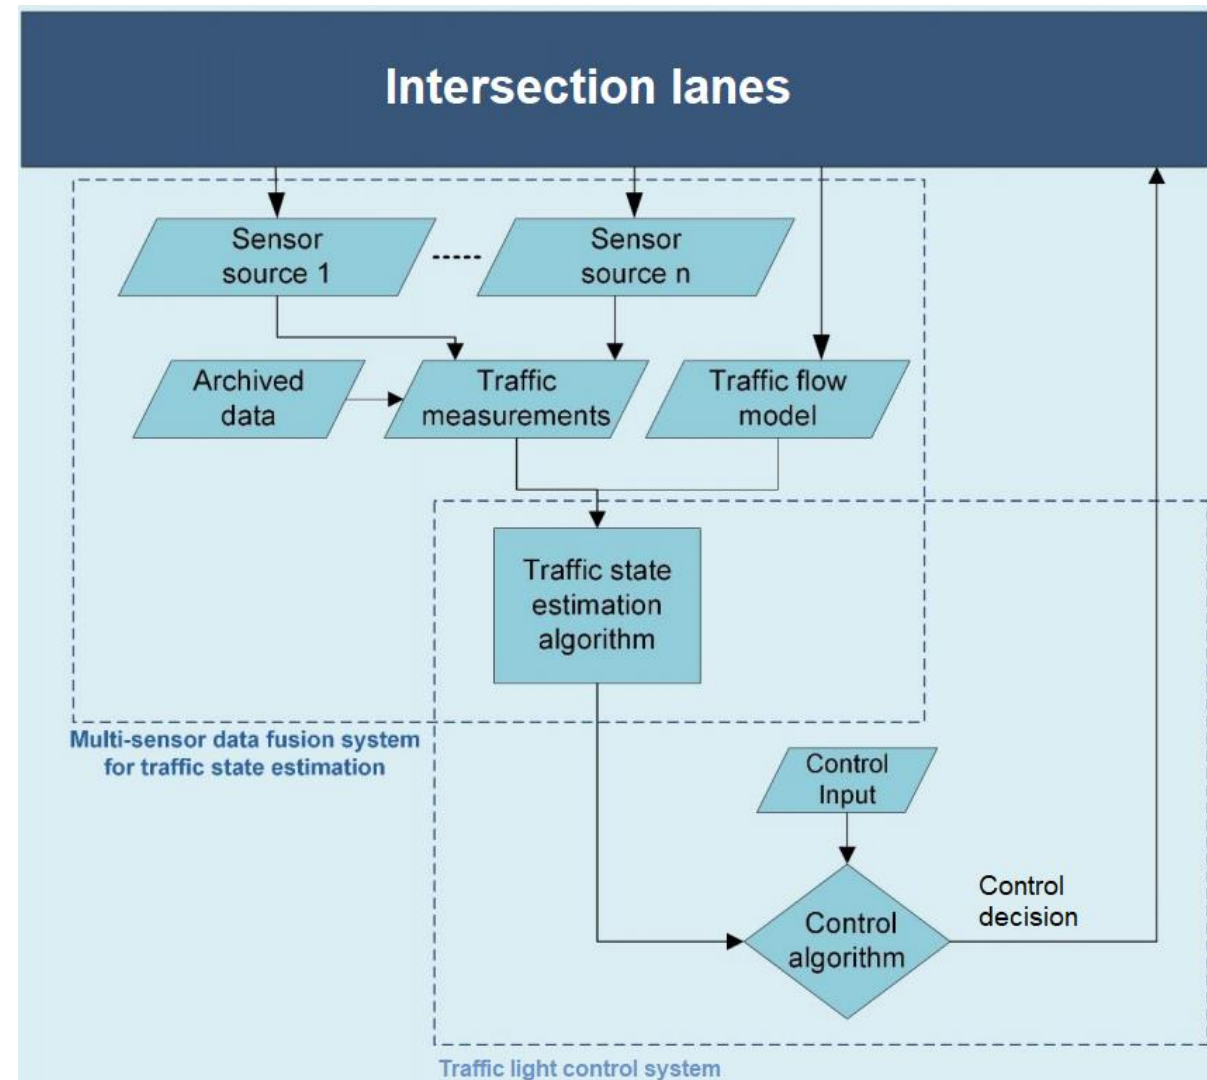 Intersection lanes
Sensor
source 1
Sensor
source n
Archived
data
Traffic
measurements
Traffic flow
model
Traffic state
estimation
algorithm
Multi-sensor data fusion system
for traffic state estimation
Control
Input
Control
decision
Control
algorithm
Traffic light control system